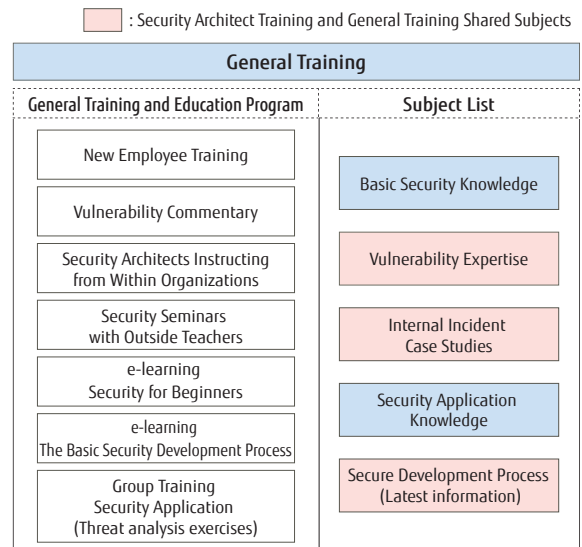 : Security Architect Training and General Training Shared Subjects
General Training
General Training and Education Program
Subject List
New Employee Training
Vulnerability Commentary
Security Architects Instructing
from Within Organizations
Security Seminars
with Outside Teachers
e-learning
Security for Beginners
e-learning
The Basic Security Development Process
Group Training
Security Application
(Threat analysis exercises)
Basic Security Knowledge
Vulnerability Expertise
Internal Incident
Case Studies
Security Application
Knowledge
Secure Development Process
(Latest information)